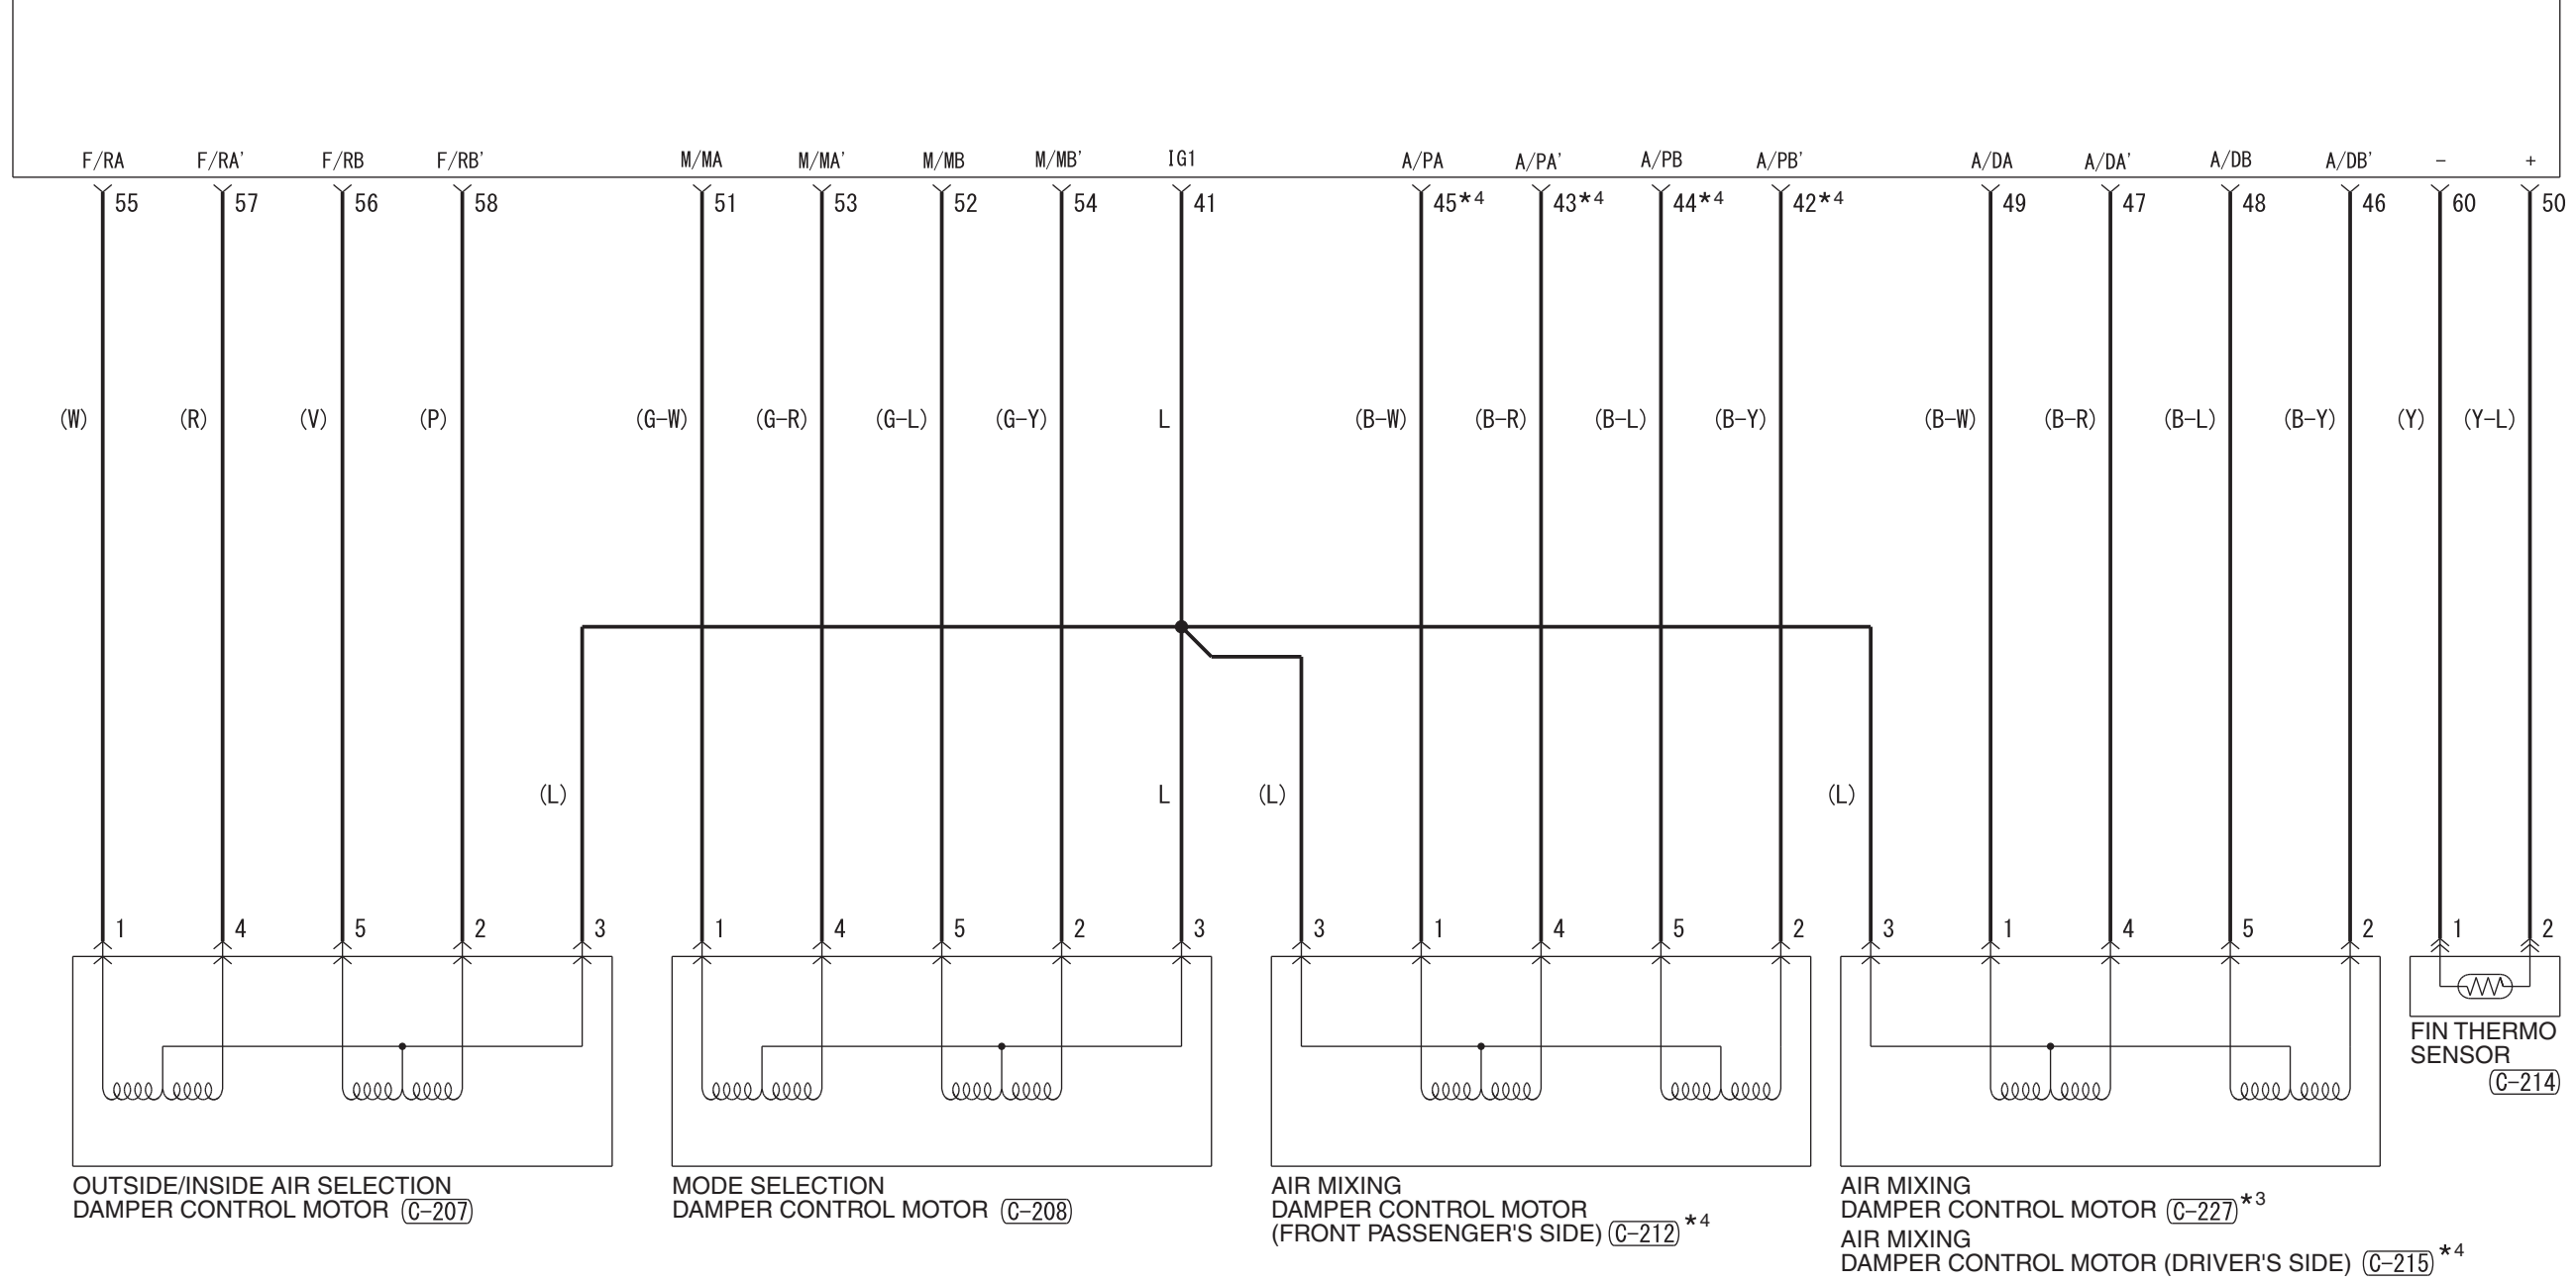 F/RA F/RA' F/RB F/RB' M/MA M/MA' M/MB M/MB' IG1 A/PA A/PA' A/PB A/PB' A/DA A/DA' A/DB A/DB' − +
55 57 56 58 51 53 52 54 41 45*4 43*4 44*4 42*4 49 47 48 46 60 50
(W) (R) (V) (P) (G−W) (G−R) (G−L) (G−Y) L (B−W) (B−R) (B−L) (B−Y) (B−W) (B−R) (B−L) (B−Y) (Y) (Y−L)
(L) L (L) (L)
1 4 5 2 3 1 4 5 2 3 3 1 4 5 2 3 1 4 5 2 1 2
OUTSIDE/INSIDE AIR SELECTION
DAMPER CONTROL MOTOR C-207
MODE SELECTION
DAMPER CONTROL MOTOR C-208
AIR MIXING
DAMPER CONTROL MOTOR
(FRONT PASSENGER'S SIDE) C-212 *4
AIR MIXING
DAMPER CONTROL MOTOR C-227 *3
AIR MIXING
DAMPER CONTROL MOTOR (DRIVER'S SIDE) C-215 *4
FIN THERMO
SENSOR
C-214